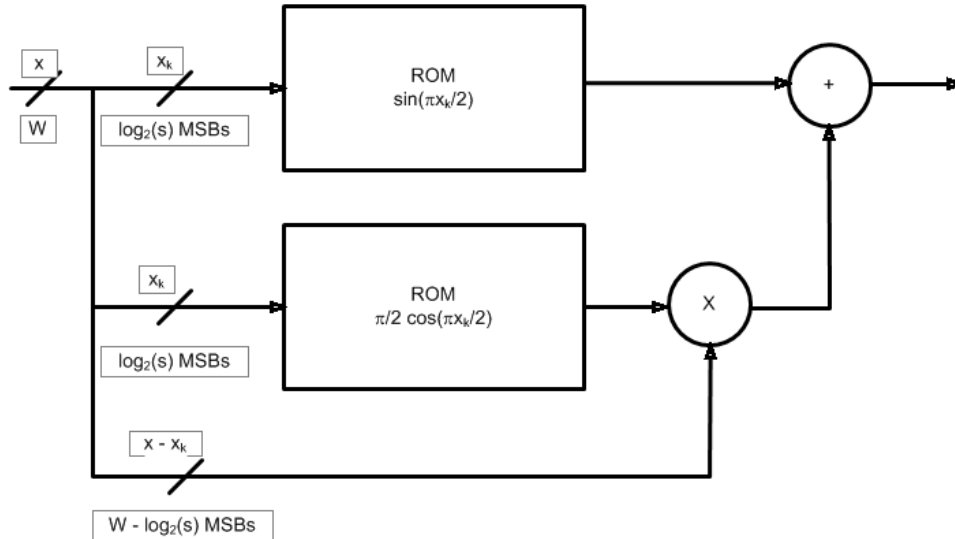 x
W
xₖ
log₂(s) MSBs
ROM
sin(πxₖ/2)
+
xₖ
log₂(s) MSBs
ROM
π/2 cos(πxₖ/2)
X
x - xₖ
W - log₂(s) MSBs